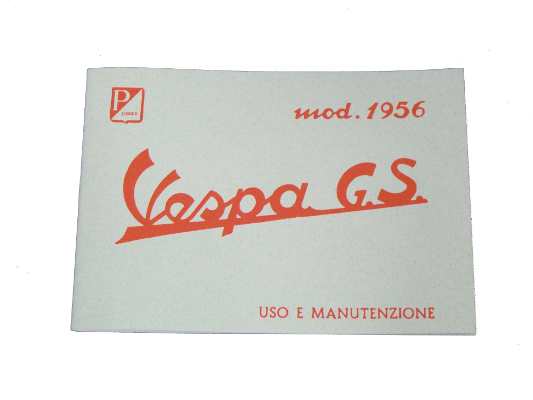 P
mod. 1956
Vespa G.S.
USO E MANUTENZIONE